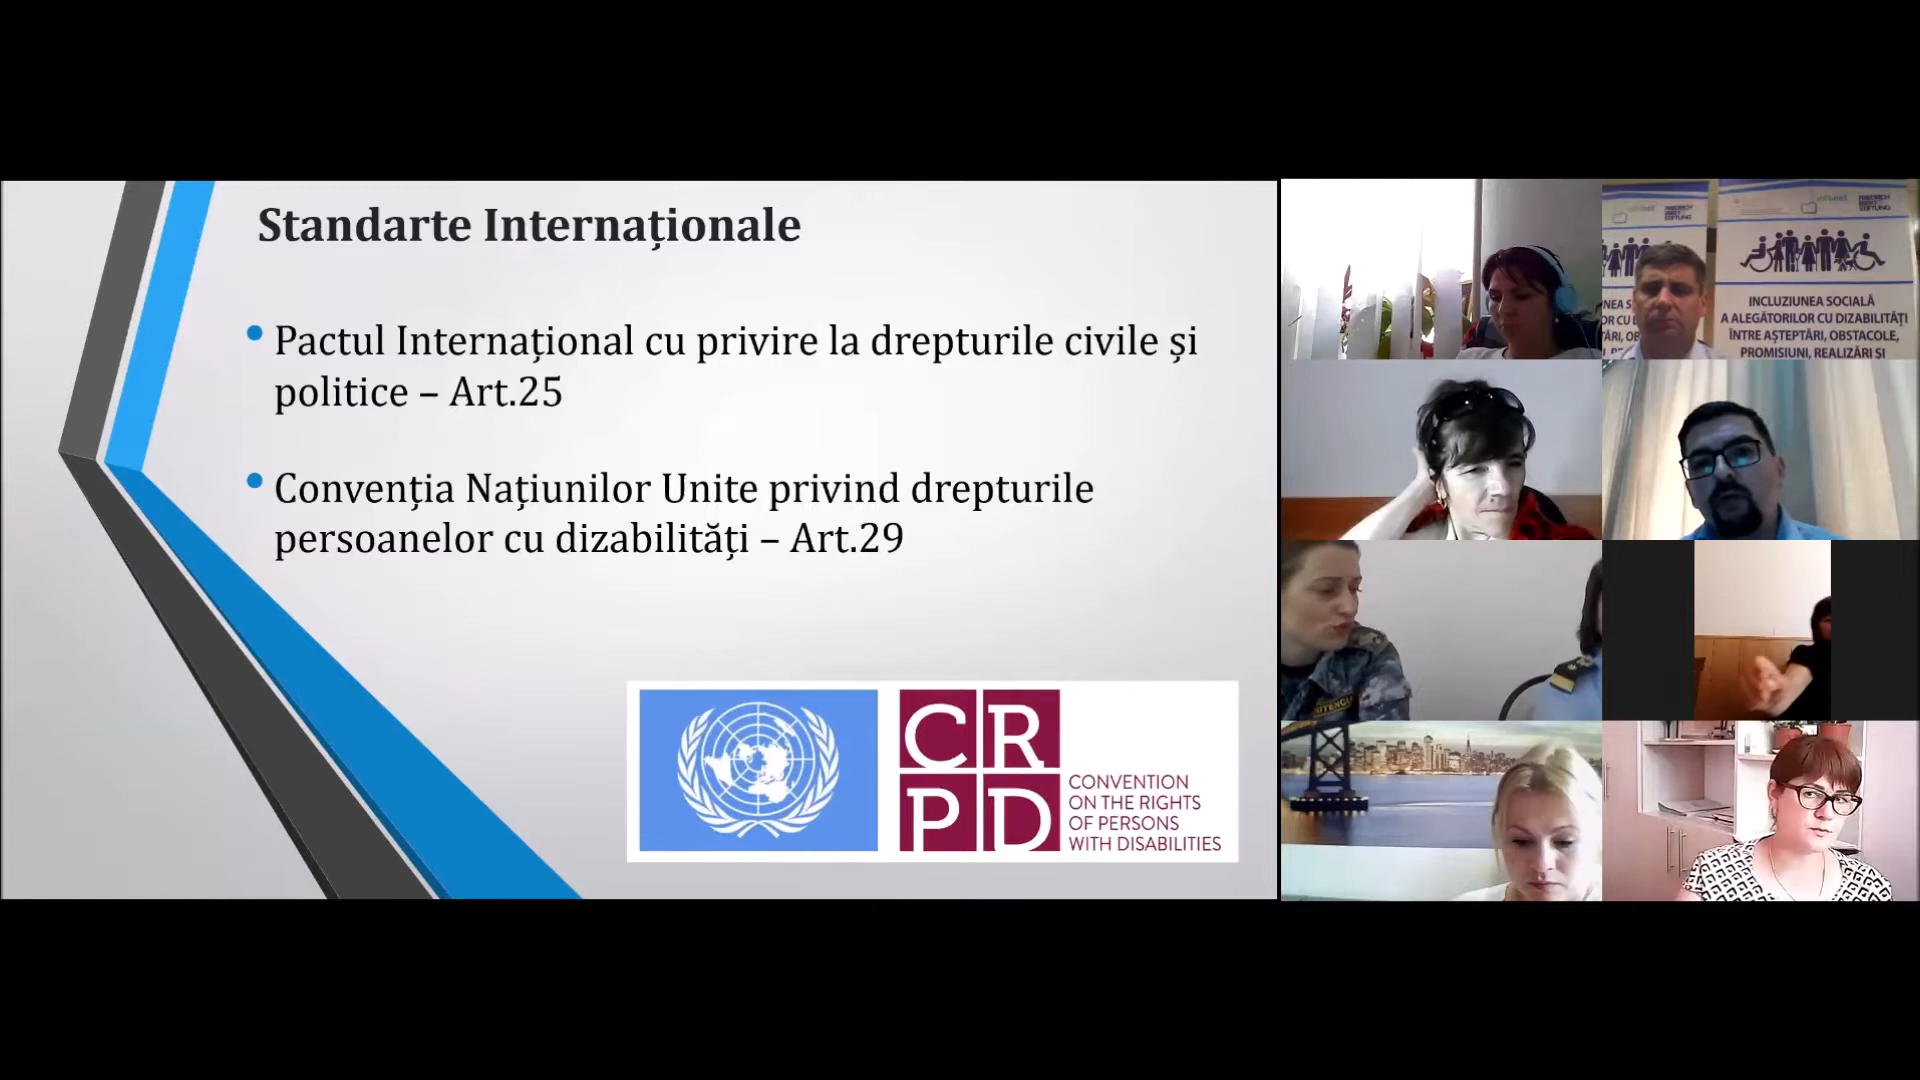 Standarte Internaționale
Pactul Internațional cu privire la drepturile civile și
politice – Art.25
Convenția Națiunilor Unite privind drepturile
persoanelor cu dizabilități – Art.29
CR
PD
CONVENTION
ON THE RIGHTS
OF PERSONS
WITH DISABILITIES
INCLUZIUNEA SOCIALĂ
A ALEGĂTORILOR CU DIZABILITĂȚI
ÎNTRE AȘTEPTĂRI, OBSTACOLE,
PROMISIUNI, REALIZĂRI ȘI